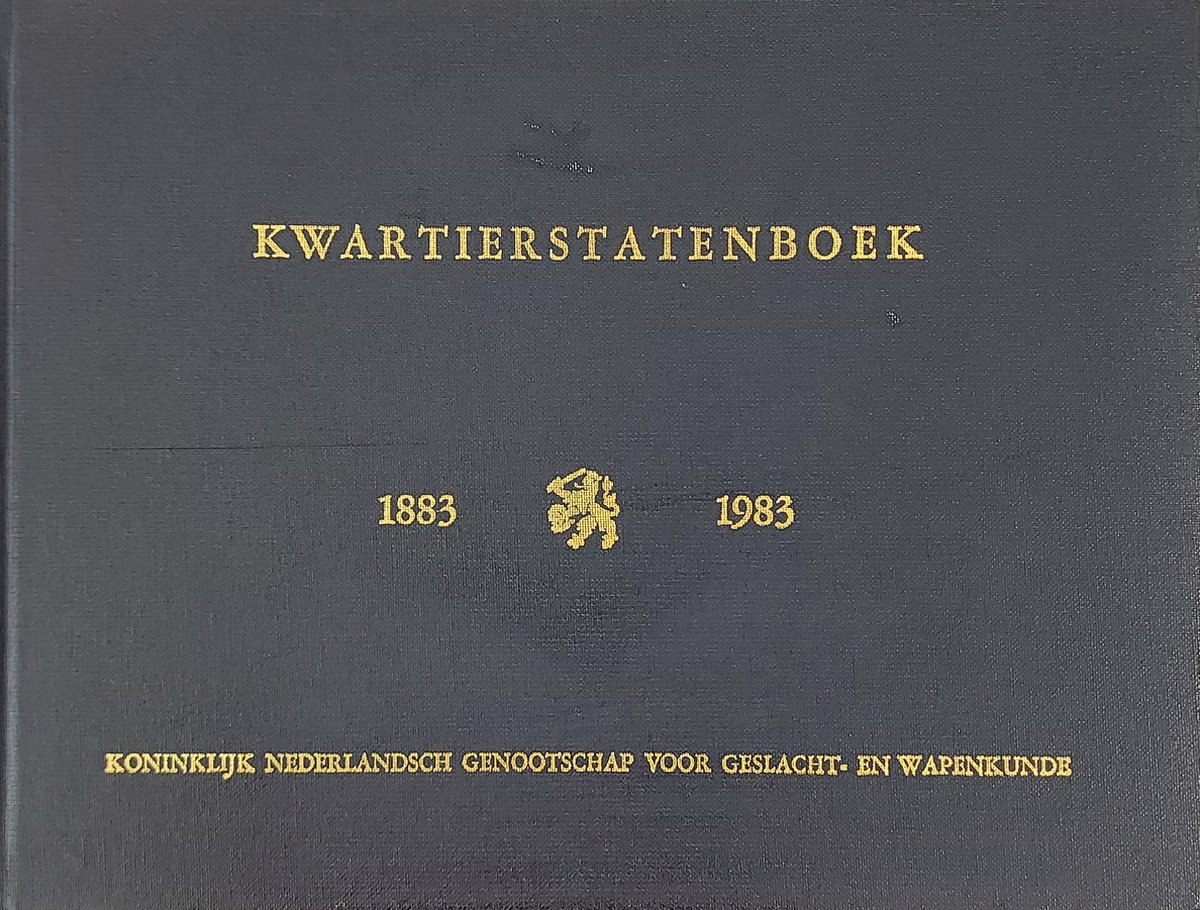 KWARTIERSTATENBOEK
1883 1983
KONINKLIJK NEDERLANDSCH GENOOTSCHAP VOOR GESLACHT- EN WAPENKUNDE